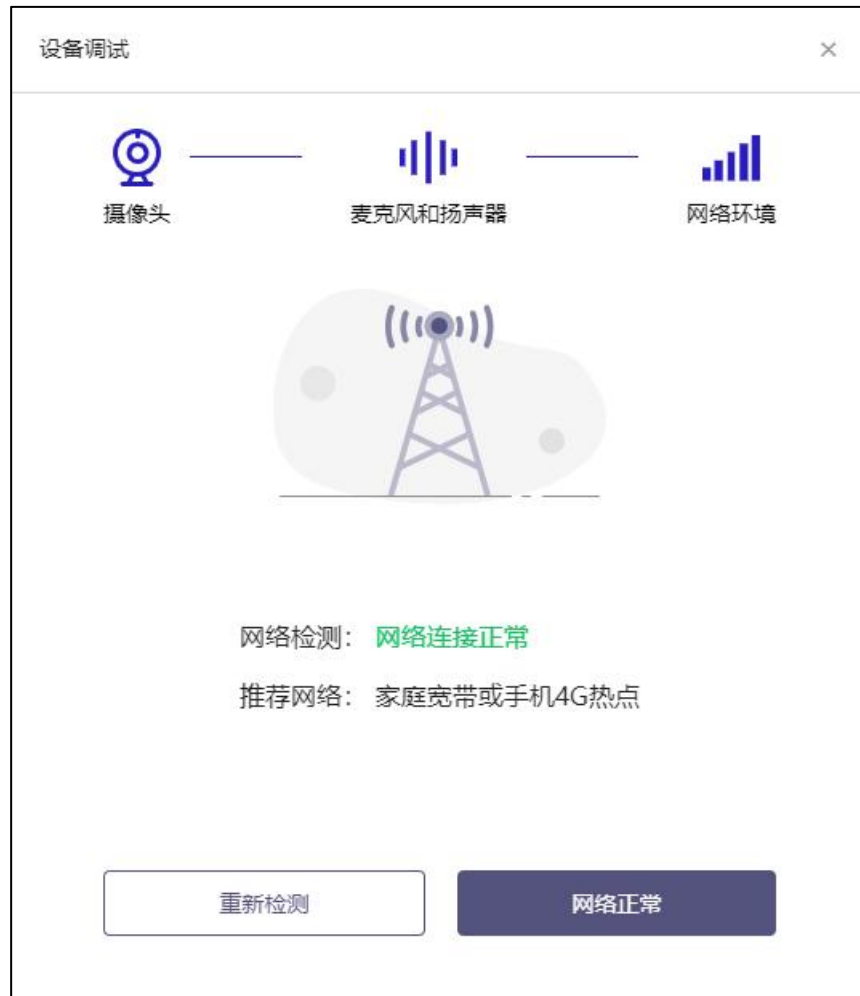 设备调试
摄像头
麦克风和扬声器
网络环境
网络检测： 网络连接正常
推荐网络： 家庭宽带或手机4G热点
重新检测
网络正常